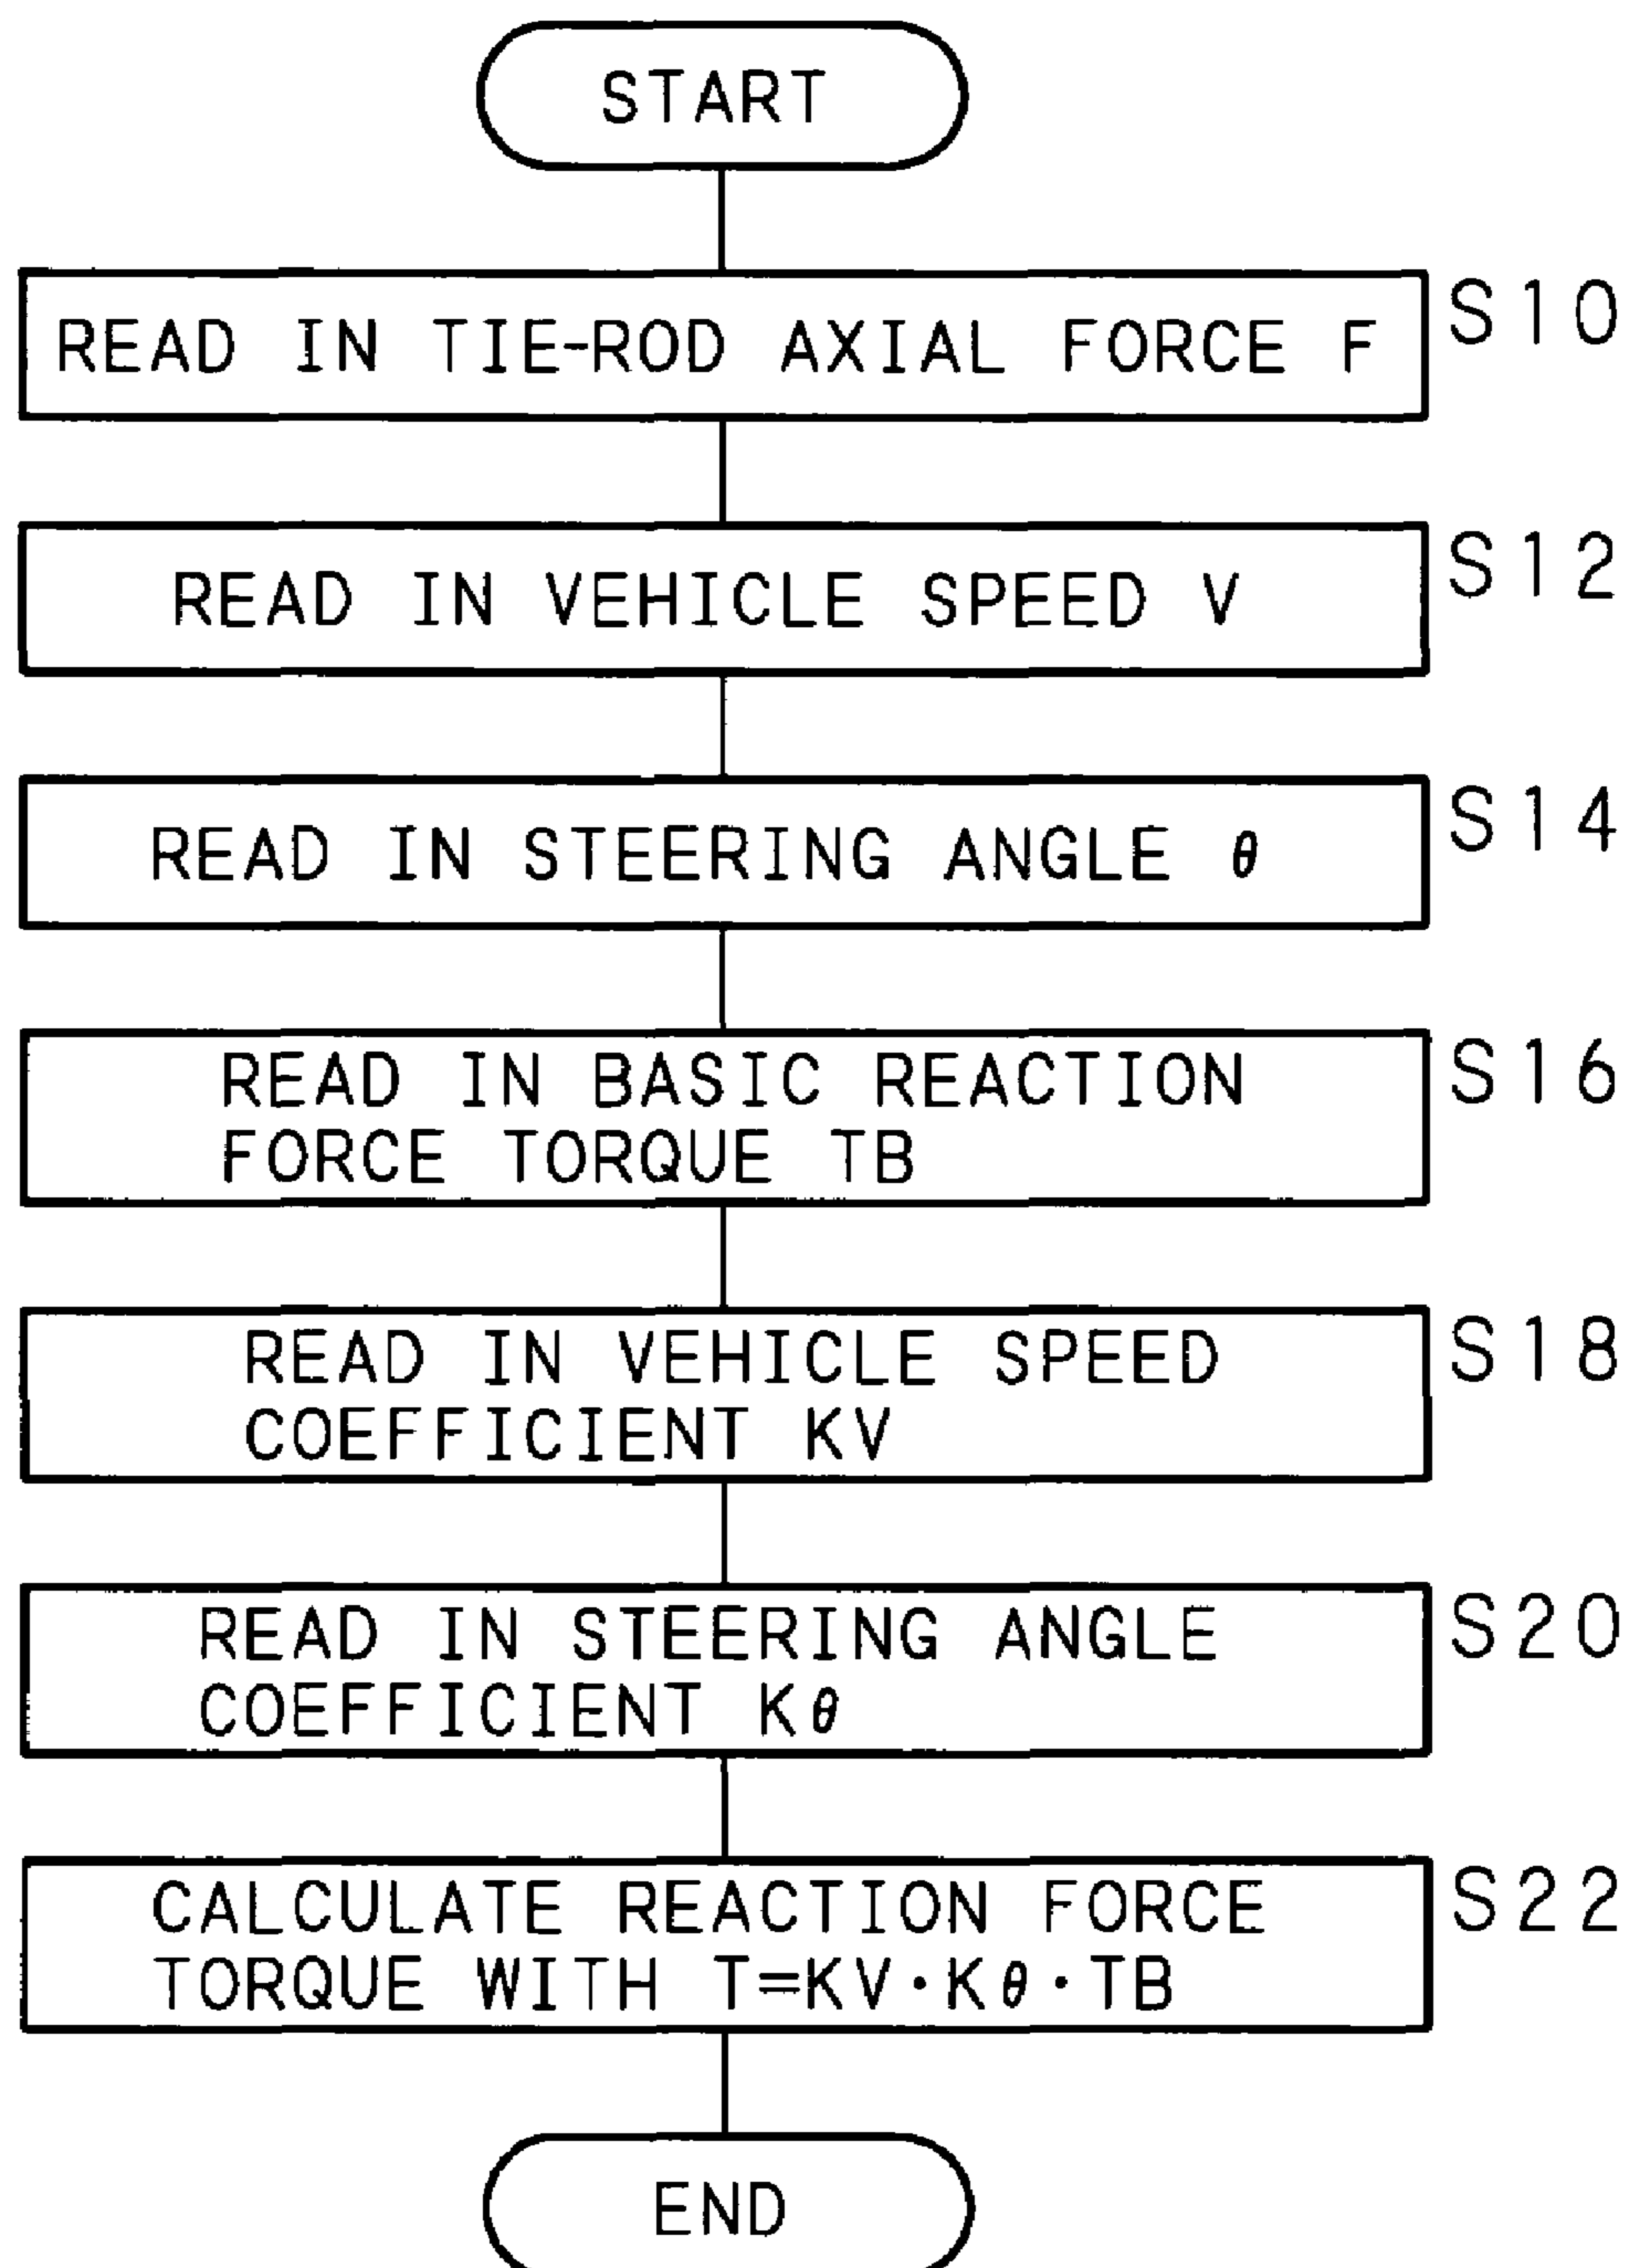 START
READ IN TIE-ROD AXIAL FORCE F
S10
READ IN VEHICLE SPEED V
S12
READ IN STEERING ANGLE θ
S14
READ IN BASIC REACTION
FORCE TORQUE TB
S16
READ IN VEHICLE SPEED
COEFFICIENT KV
S18
READ IN STEERING ANGLE
COEFFICIENT Kθ
S20
CALCULATE REACTION FORCE
TORQUE WITH T=KV·Kθ·TB
S22
END